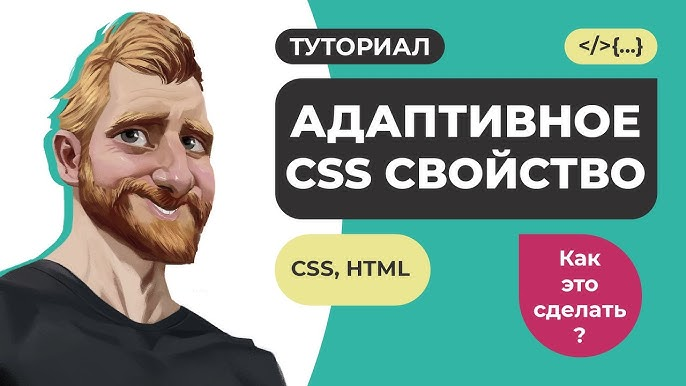 ТУТОРИАЛ
</>{...}
АДАПТИВНОЕ
CSS СВОЙСТВО
CSS, HTML
Как
это
сделать
?